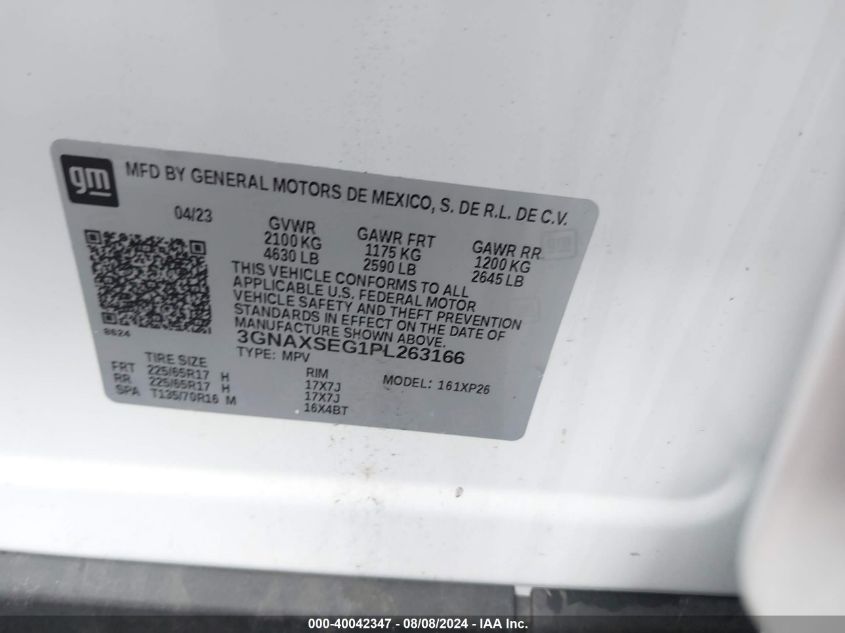 gm
MFD BY GENERAL MOTORS DE MEXICO, S. DE R.L. DE C.V.
04/23
GVWR GAWR FRT GAWR RR
2100 KG 1175 KG 1200 KG
4630 LB 2590 LB 2645 LB
THIS VEHICLE CONFORMS TO ALL
APPLICABLE U.S. FEDERAL MOTOR
VEHICLE SAFETY AND THEFT PREVENTION
STANDARDS IN EFFECT ON THE DATE OF
MANUFACTURE SHOWN ABOVE.
8624
3GNAXSEG1PL263166
TYPE: MPV
TIRE SIZE RIM MODEL: 161XP26
FRT 225/65R17 H 17X7J
RR 225/65R17 H 17X7J
SPA T135/70R16 M 16X4BT
000-40042347 | 08/08/2024 - IAA Inc.